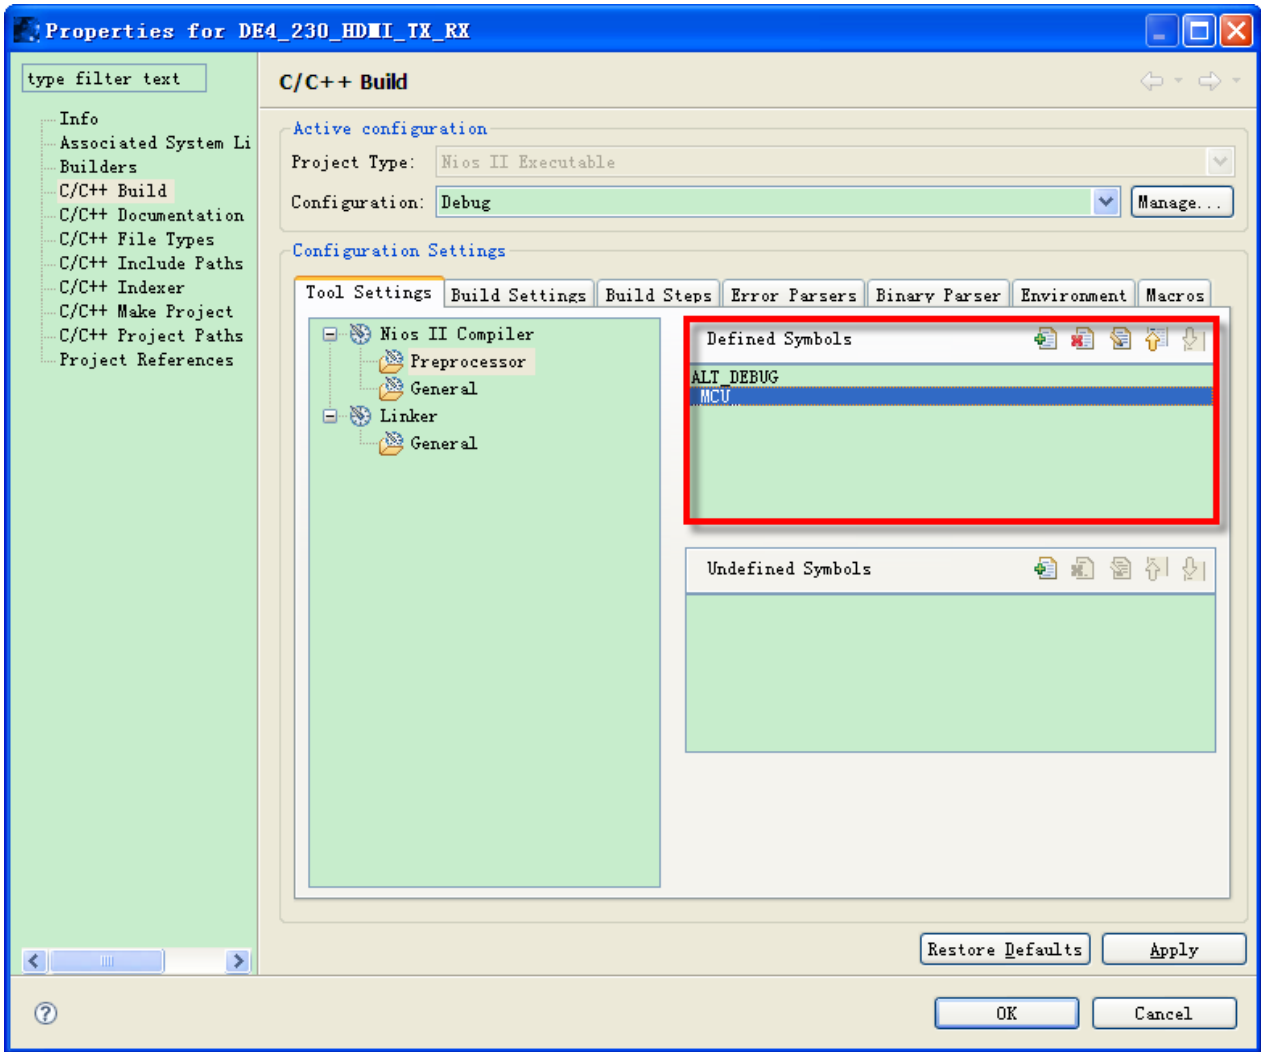 Properties for DE4_230_HDMI_TX_RX
type filter text
Info
Associated System Li
Builders
C/C++ Build
C/C++ Documentation
C/C++ File Types
C/C++ Include Paths
C/C++ Indexer
C/C++ Make Project
C/C++ Project Paths
Project References
C/C++ Build
Active configuration
Project Type: Nios II Executable
Configuration: Debug Manage...
Configuration Settings
Tool Settings Build Settings Build Steps Error Parsers Binary Parser Environment Macros
Nios II Compiler
Preprocessor
General
Linker
General
Defined Symbols
ALT_DEBUG
_MCU_
Undefined Symbols
Restore Defaults Apply
OK Cancel